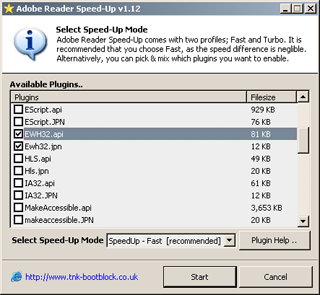 Adobe Reader Speed-Up v1.12
Select Speed-Up Mode
Adobe Reader Speed-Up comes with two profiles; Fast and Turbo. It is
recommended that you choose Fast, as the speed difference is neglible.
Alternatively, you can pick & mix which plugins you want to enable.
Available Plugins..
Plugins Filesize
EScript.api 929 KB
EScript.JPN 76 KB
EWH32.api 81 KB
Ewh32.jpn 12 KB
HLS.api 49 KB
Hls.jpn 20 KB
IA32.api 61 KB
IA32.JPN 12 KB
MakeAccessible.api 3,653 KB
makeaccessible.JPN 20 KB
Select Speed-Up Mode SpeedUp - Fast [recommended] Plugin Help ..
http://www.tnk-bootblock.co.uk Start Cancel